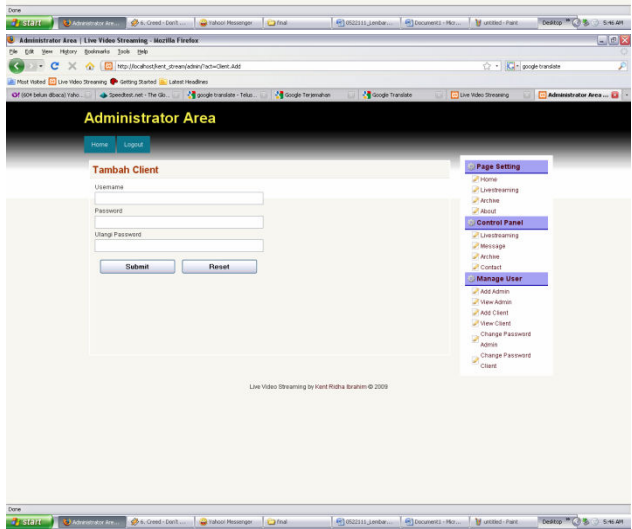 Done
start Administrator Are... 6. Creed - Don't ... Yahoo! Messenger final 0522111_Lembar... Document1 - Micr... untitled - Paint Desktop 5:46 AM
Administrator Area | Live Video Streaming - Mozilla Firefox
File Edit View History Bookmarks Tools Help
http://localhost/kent_stream/admin/?act=Client.Add google translate
Most Visited Live Video Streaming Getting Started Latest Headlines
(604 belum dibaca) Yaho... Speedtest.net - The Glo... google translate - Telus... Google Terjemahan Google Translate Live Video Streaming Administrator Area ...
Administrator Area
Home Logout
Tambah Client
Username
Password
Ulangi Password
Submit Reset
Page Setting
Home
Livestreaming
Archive
About
Control Panel
Livestreaming
Message
Archive
Contact
Manage User
Add Admin
View Admin
Add Client
View Client
Change Password
Admin
Change Password
Client
Live Video Streaming by Kent Ridha Ibrahim © 2009
Done
start Administrator Are... 6. Creed - Don't ... Yahoo! Messenger final 0522111_Lembar... Document1 - Micr... untitled - Paint Desktop 5:46 AM